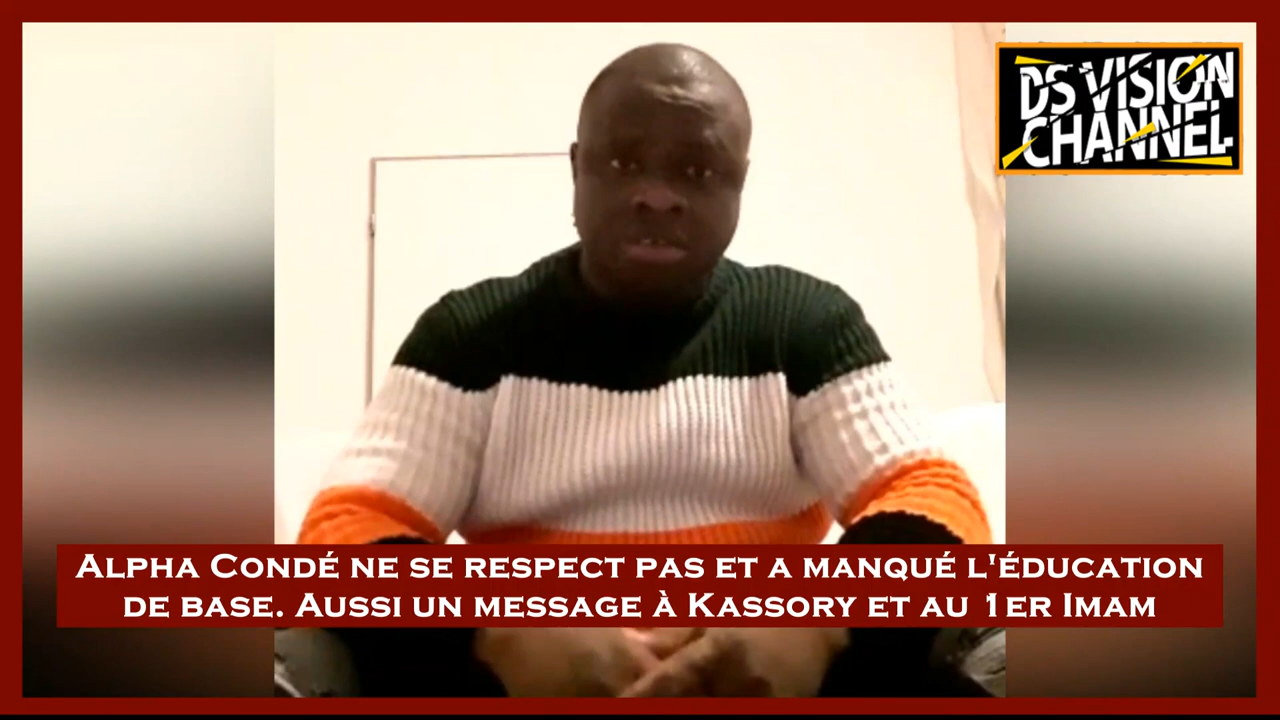 DS VISION
CHANNEL
Alpha Condé ne se respect pas et a manqué l'éducation
de base. Aussi un message à Kassory et au 1er Imam